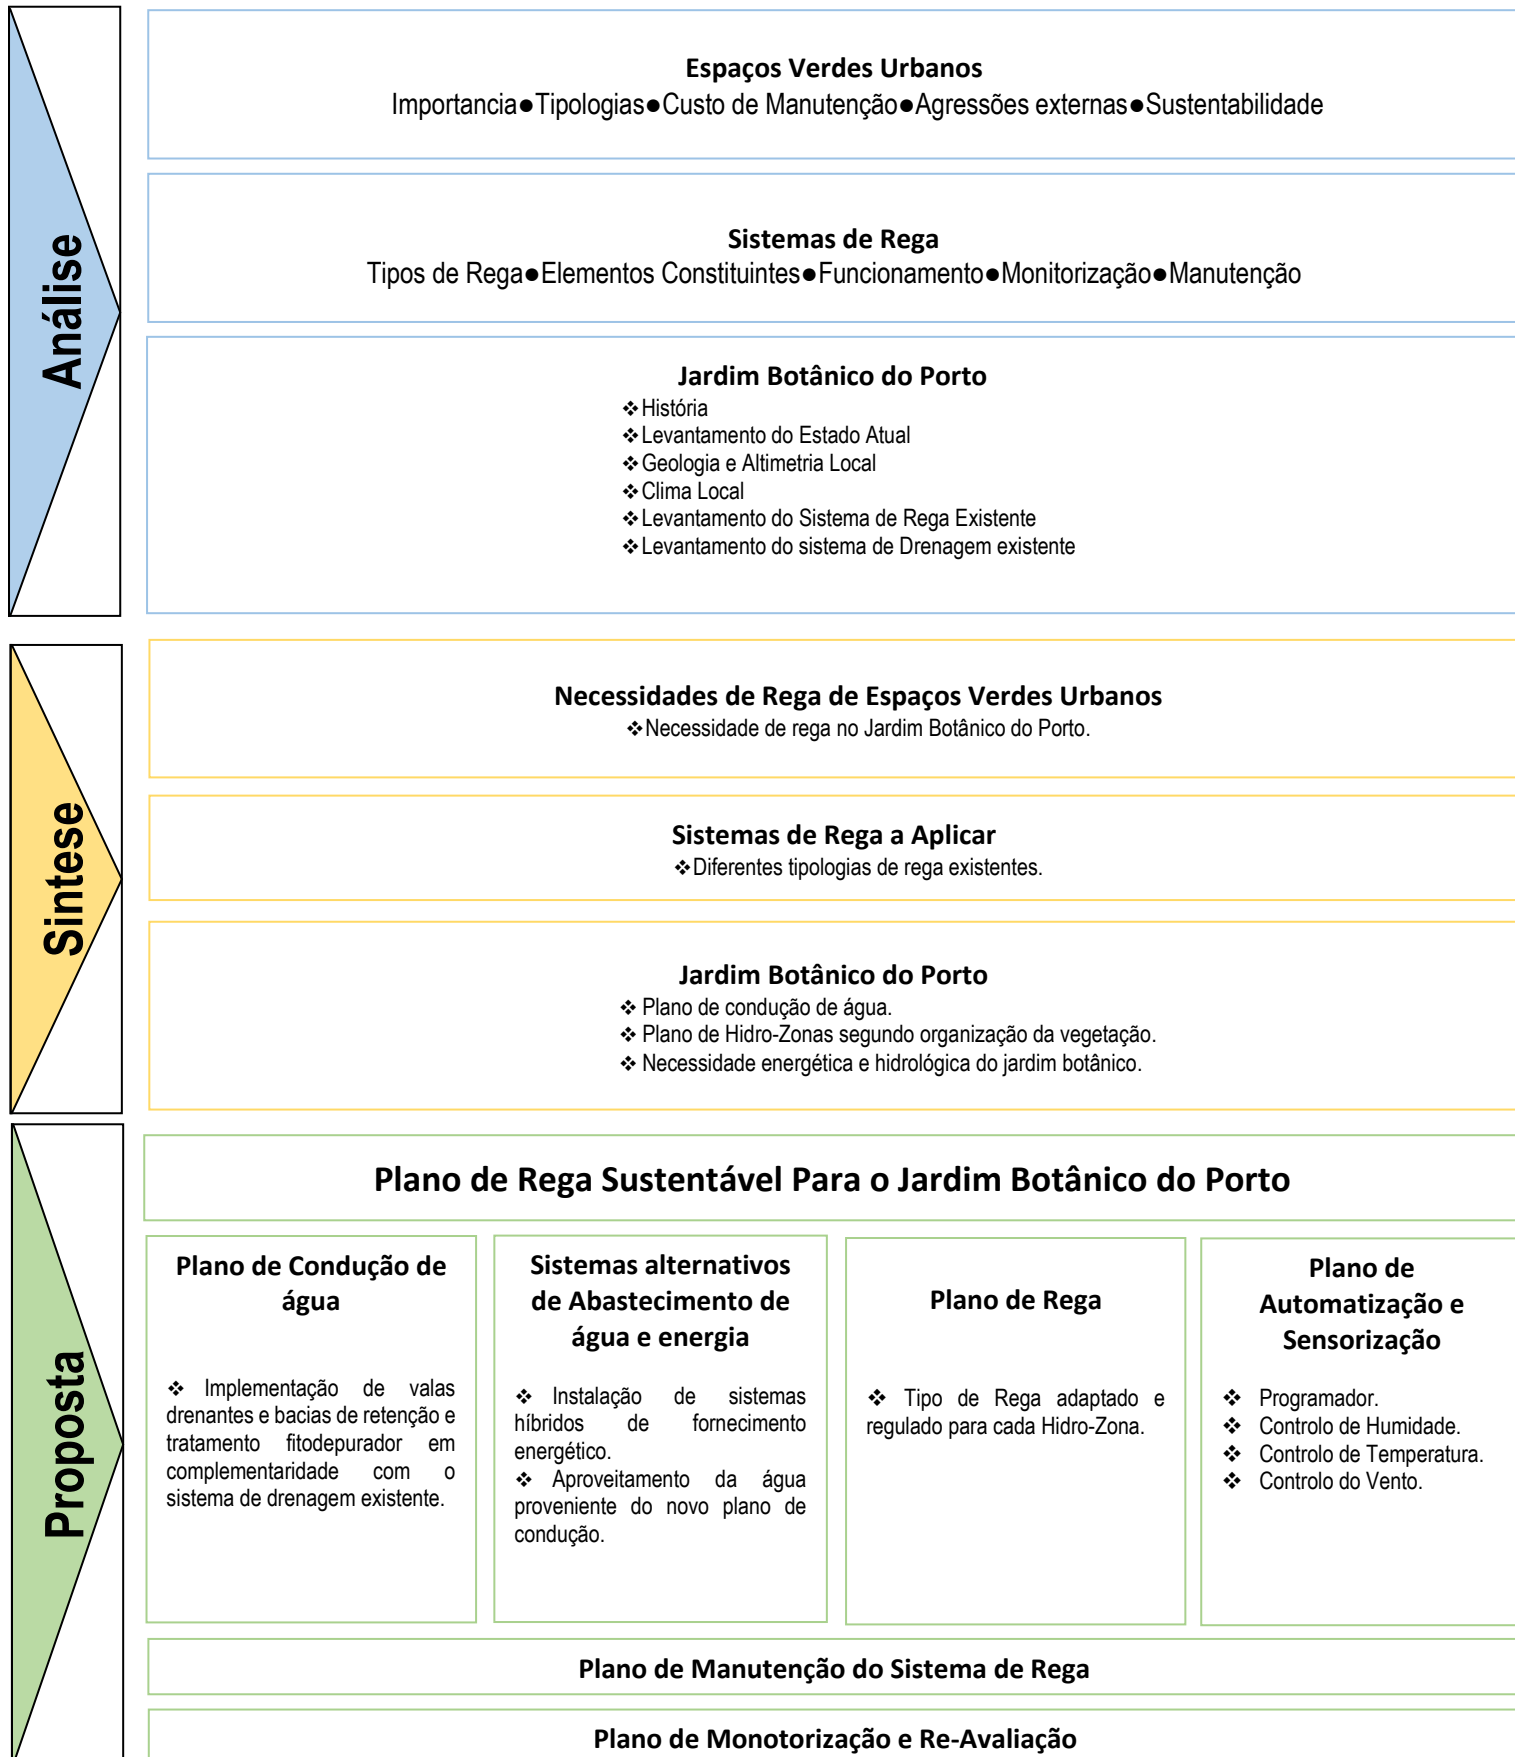 Análise
Espaços Verdes Urbanos
Importancia●Tipologias●Custo de Manutenção●Agressões externas●Sustentabilidade
Sistemas de Rega
Tipos de Rega●Elementos Constituintes●Funcionamento●Monitorização●Manutenção
Jardim Botânico do Porto
❖História
❖Levantamento do Estado Atual
❖Geologia e Altimetria Local
❖Clima Local
❖Levantamento do Sistema de Rega Existente
❖Levantamento do sistema de Drenagem existente
Sintese
Necessidades de Rega de Espaços Verdes Urbanos
❖Necessidade de rega no Jardim Botânico do Porto.
Sistemas de Rega a Aplicar
❖Diferentes tipologias de rega existentes.
Jardim Botânico do Porto
❖ Plano de condução de água.
❖ Plano de Hidro-Zonas segundo organização da vegetação.
❖ Necessidade energética e hidrológica do jardim botânico.
Proposta
Plano de Rega Sustentável Para o Jardim Botânico do Porto
Plano de Condução de
água
❖ Implementação de valas
drenantes e bacias de retenção e
tratamento fitodepurador em
complementaridade com o
sistema de drenagem existente.
Sistemas alternativos
de Abastecimento de
água e energia
❖ Instalação de sistemas
híbridos de fornecimento
energético.
❖ Aproveitamento da água
proveniente do novo plano de
condução.
Plano de Rega
❖ Tipo de Rega adaptado e
regulado para cada Hidro-Zona.
Plano de
Automatização e
Sensorização
❖ Programador.
❖ Controlo de Humidade.
❖ Controlo de Temperatura.
❖ Controlo do Vento.
Plano de Manutenção do Sistema de Rega
Plano de Monotorização e Re-Avaliação